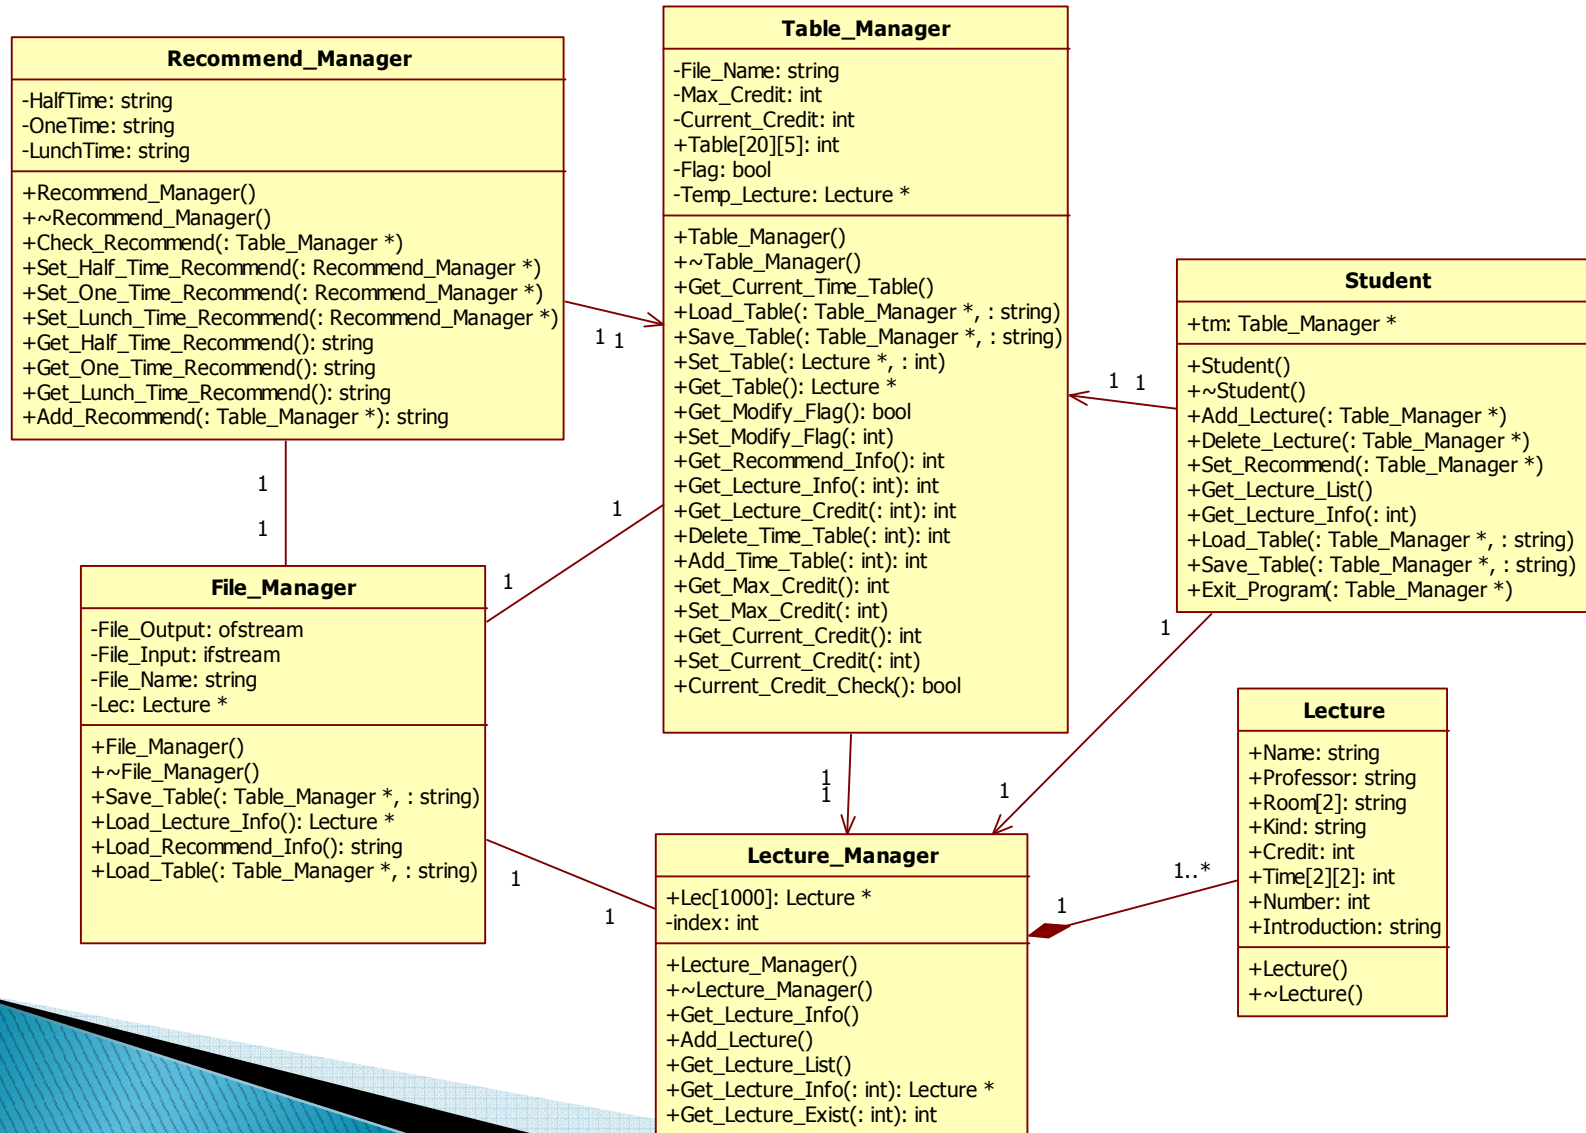 Recommend_Manager
-HalfTime: string
-OneTime: string
-LunchTime: string
+Recommend_Manager()
+~Recommend_Manager()
+Check_Recommend(: Table_Manager *)
+Set_Half_Time_Recommend(: Recommend_Manager *)
+Set_One_Time_Recommend(: Recommend_Manager *)
+Set_Lunch_Time_Recommend(: Recommend_Manager *)
+Get_Half_Time_Recommend(): string
+Get_One_Time_Recommend(): string
+Get_Lunch_Time_Recommend(): string
+Add_Recommend(: Table_Manager *): string
1 1
1
1
Table_Manager
-File_Name: string
-Max_Credit: int
-Current_Credit: int
+Table[20][5]: int
-Flag: bool
-Temp_Lecture: Lecture *
+Table_Manager()
+~Table_Manager()
+Get_Current_Time_Table()
+Load_Table(: Table_Manager *, : string)
+Save_Table(: Table_Manager *, : string)
+Set_Table(: Lecture *, : int)
+Get_Table(): Lecture *
+Get_Modify_Flag(): bool
+Set_Modify_Flag(: int)
+Get_Recommend_Info(): int
+Get_Lecture_Info(: int): int
+Get_Lecture_Credit(: int): int
+Delete_Time_Table(: int): int
+Add_Time_Table(: int): int
+Get_Max_Credit(): int
+Set_Max_Credit(: int)
+Get_Current_Credit(): int
+Set_Current_Credit(: int)
+Current_Credit_Check(): bool
1 1
Student
+tm: Table_Manager *
+Student()
+~Student()
+Add_Lecture(: Table_Manager *)
+Delete_Lecture(: Table_Manager *)
+Set_Recommend(: Table_Manager *)
+Get_Lecture_List()
+Get_Lecture_Info(: int)
+Load_Table(: Table_Manager *, : string)
+Save_Table(: Table_Manager *, : string)
+Exit_Program(: Table_Manager *)
1
1
1
1
File_Manager
-File_Output: ofstream
-File_Input: ifstream
-File_Name: string
-Lec: Lecture *
+File_Manager()
+~File_Manager()
+Save_Table(: Table_Manager *, : string)
+Load_Lecture_Info(): Lecture *
+Load_Recommend_Info(): string
+Load_Table(: Table_Manager *, : string)
1
1
1
1
Lecture_Manager
+Lec[1000]: Lecture *
-index: int
+Lecture_Manager()
+~Lecture_Manager()
+Get_Lecture_Info()
+Add_Lecture()
+Get_Lecture_List()
+Get_Lecture_Info(: int): Lecture *
+Get_Lecture_Exist(: int): int
1
1..*
Lecture
+Name: string
+Professor: string
+Room[2]: string
+Kind: string
+Credit: int
+Time[2][2]: int
+Number: int
+Introduction: string
+Lecture()
+~Lecture()